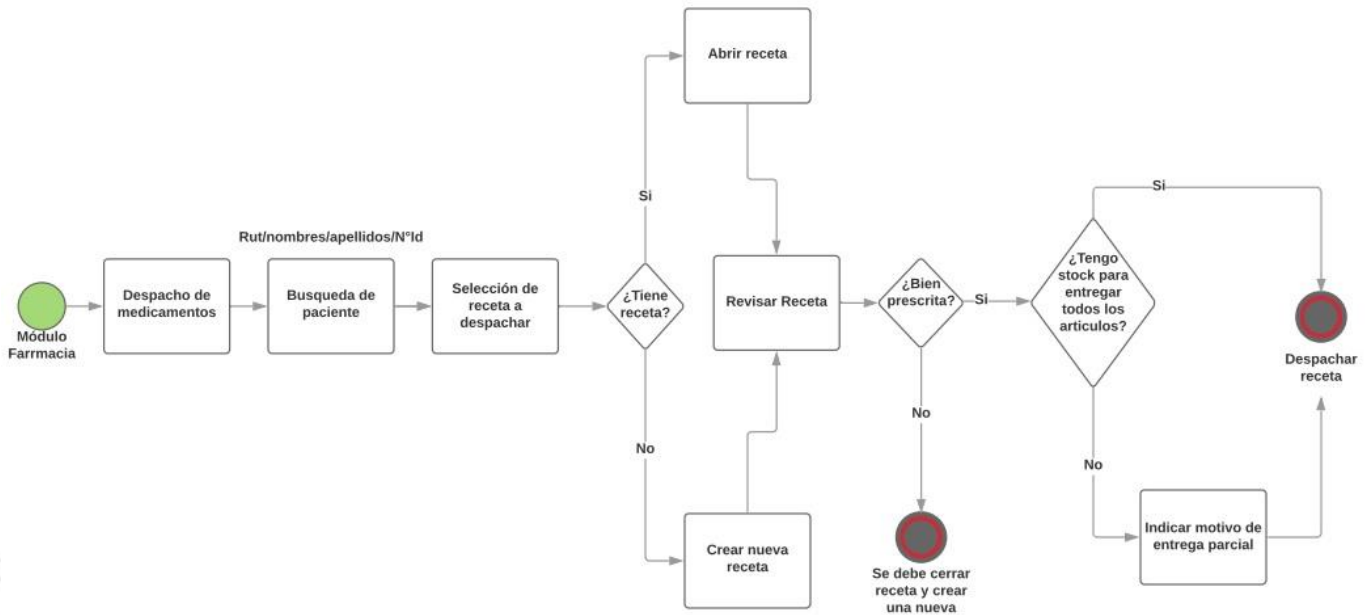 Módulo
Farrmacia
Despacho de
medicamentos
Rut/nombres/apellidos/N°Id
Busqueda de
paciente
Selección de
receta a
despachar
¿Tiene
receta?
Si
Abrir receta
No
Crear nueva
receta
Revisar Receta
¿Bien
prescrita?
No
Se debe cerrar
receta y crear
una nueva
Si
¿Tengo
stock para
entregar
todos los
articulos?
Si
No
Indicar motivo de
entrega parcial
Despachar
receta